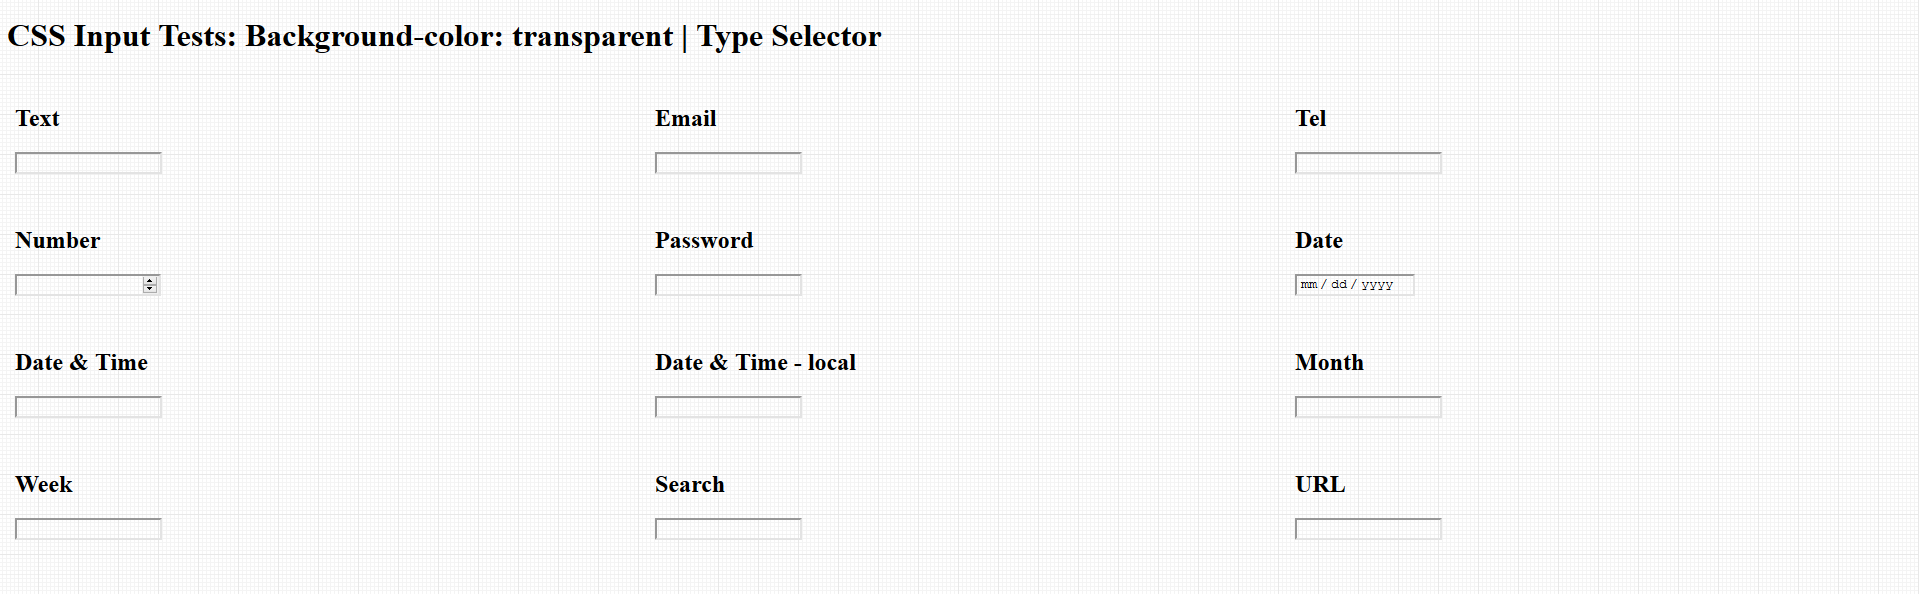 CSS Input Tests: Background-color: transparent | Type Selector
Text
Email
Tel
Number
Password
Date
mm / dd / yyyy
Date & Time
Date & Time - local
Month
Week
Search
URL